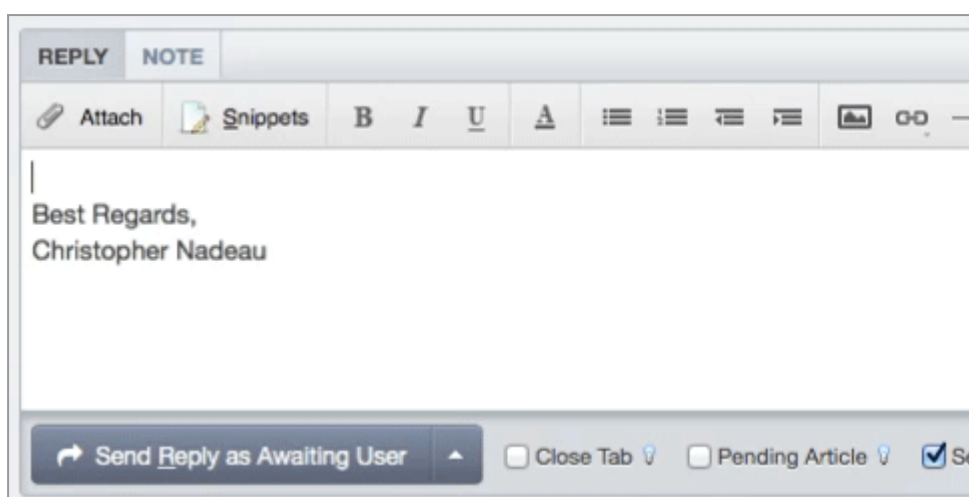 REPLY NOTE
Attach Snippets B I U A
Best Regards,
Christopher Nadeau
Send Reply as Awaiting User Close Tab Pending Article